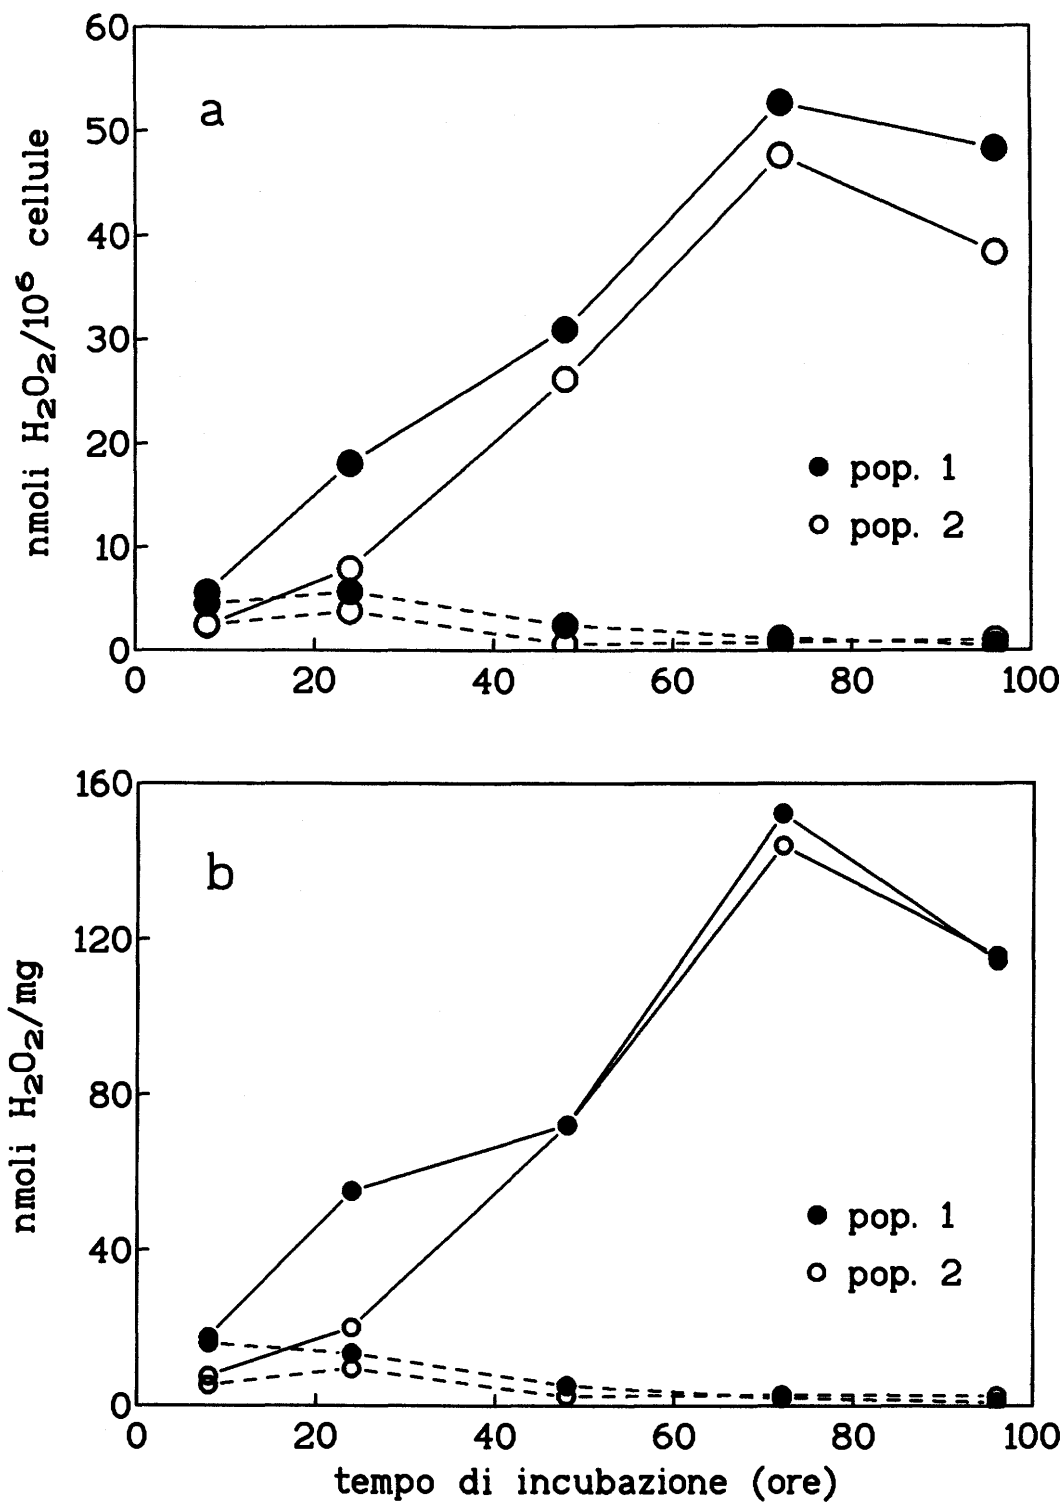 60
a
50
40
30
20
10
0
nmoli H₂O₂/10⁶ cellule
pop. 1
pop. 2
0 20 40 60 80 100
160
b
120
80
40
0
nmoli H₂O₂/mg
pop. 1
pop. 2
0 20 40 60 80 100
tempo di incubazione (ore)